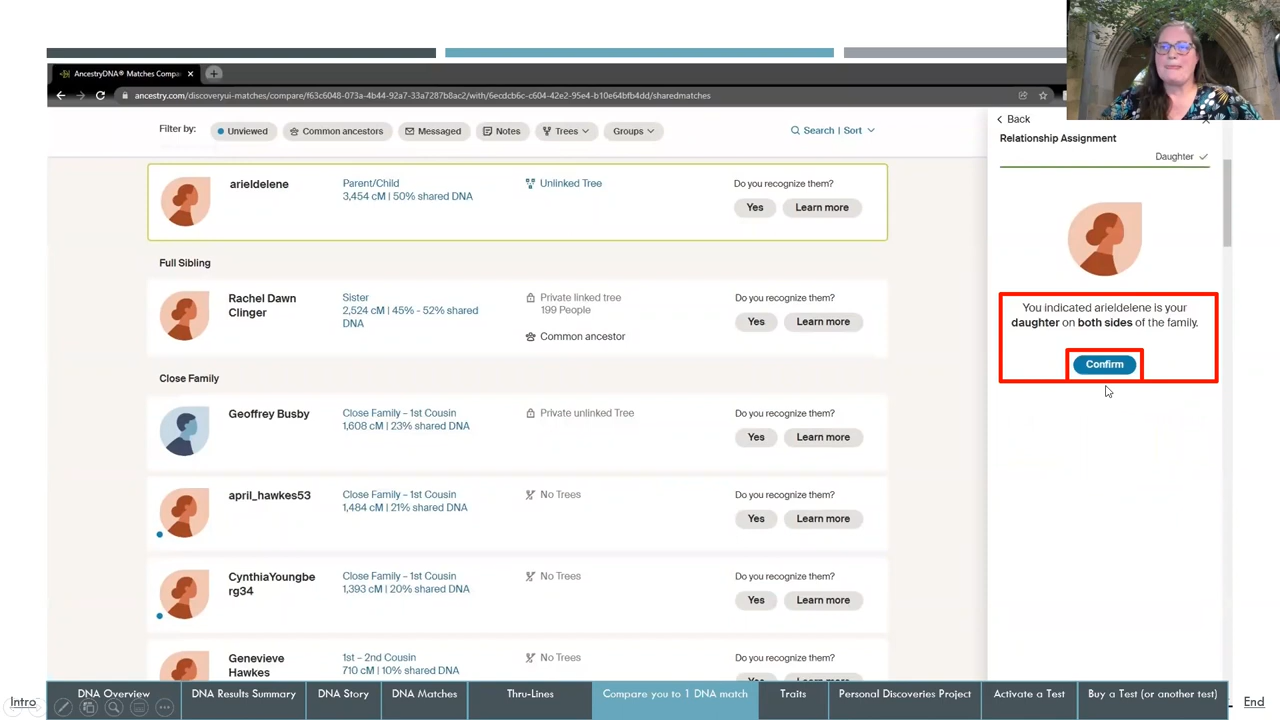 AncestryDNA® Matches Compa
ancestry.com/discoveryui-matches/compare/f63c6048-073a-4b44-92a7-33a7287b8ac2/with/6ecdcb6c-c604-42e2-95e4-b10e64bfb4dd/sharedmatches
Filter by: Unviewed Common ancestors Messaged Notes Trees Groups Search | Sort
Back
Relationship Assignment
Daughter
arieldelene Parent/Child Unlinked Tree Do you recognize them?
3,454 cM | 50% shared DNA
Yes Learn more
Full Sibling
Rachel Dawn Sister Private linked tree Do you recognize them?
Clinger 2,524 cM | 45% - 52% shared 199 People
DNA
Yes Learn more
Common ancestor
Close Family
Geoffrey Busby Close Family – 1st Cousin Private unlinked Tree Do you recognize them?
1,608 cM | 23% shared DNA
Yes Learn more
april_hawkes53 Close Family – 1st Cousin No Trees Do you recognize them?
1,484 cM | 21% shared DNA
Yes Learn more
CynthiaYoungbe Close Family – 1st Cousin No Trees Do you recognize them?
rg34 1,393 cM | 20% shared DNA
Yes Learn more
Genevieve 1st – 2nd Cousin No Trees Do you recognize them?
Hawkes 710 cM | 10% shared DNA
You indicated arieldelene is your
daughter on both sides of the family.
Confirm
Intro DNA Overview DNA Results Summary DNA Story DNA Matches Thru-Lines Compare you to 1 DNA match Traits Personal Discoveries Project Activate a Test Buy a Test (or another test) End